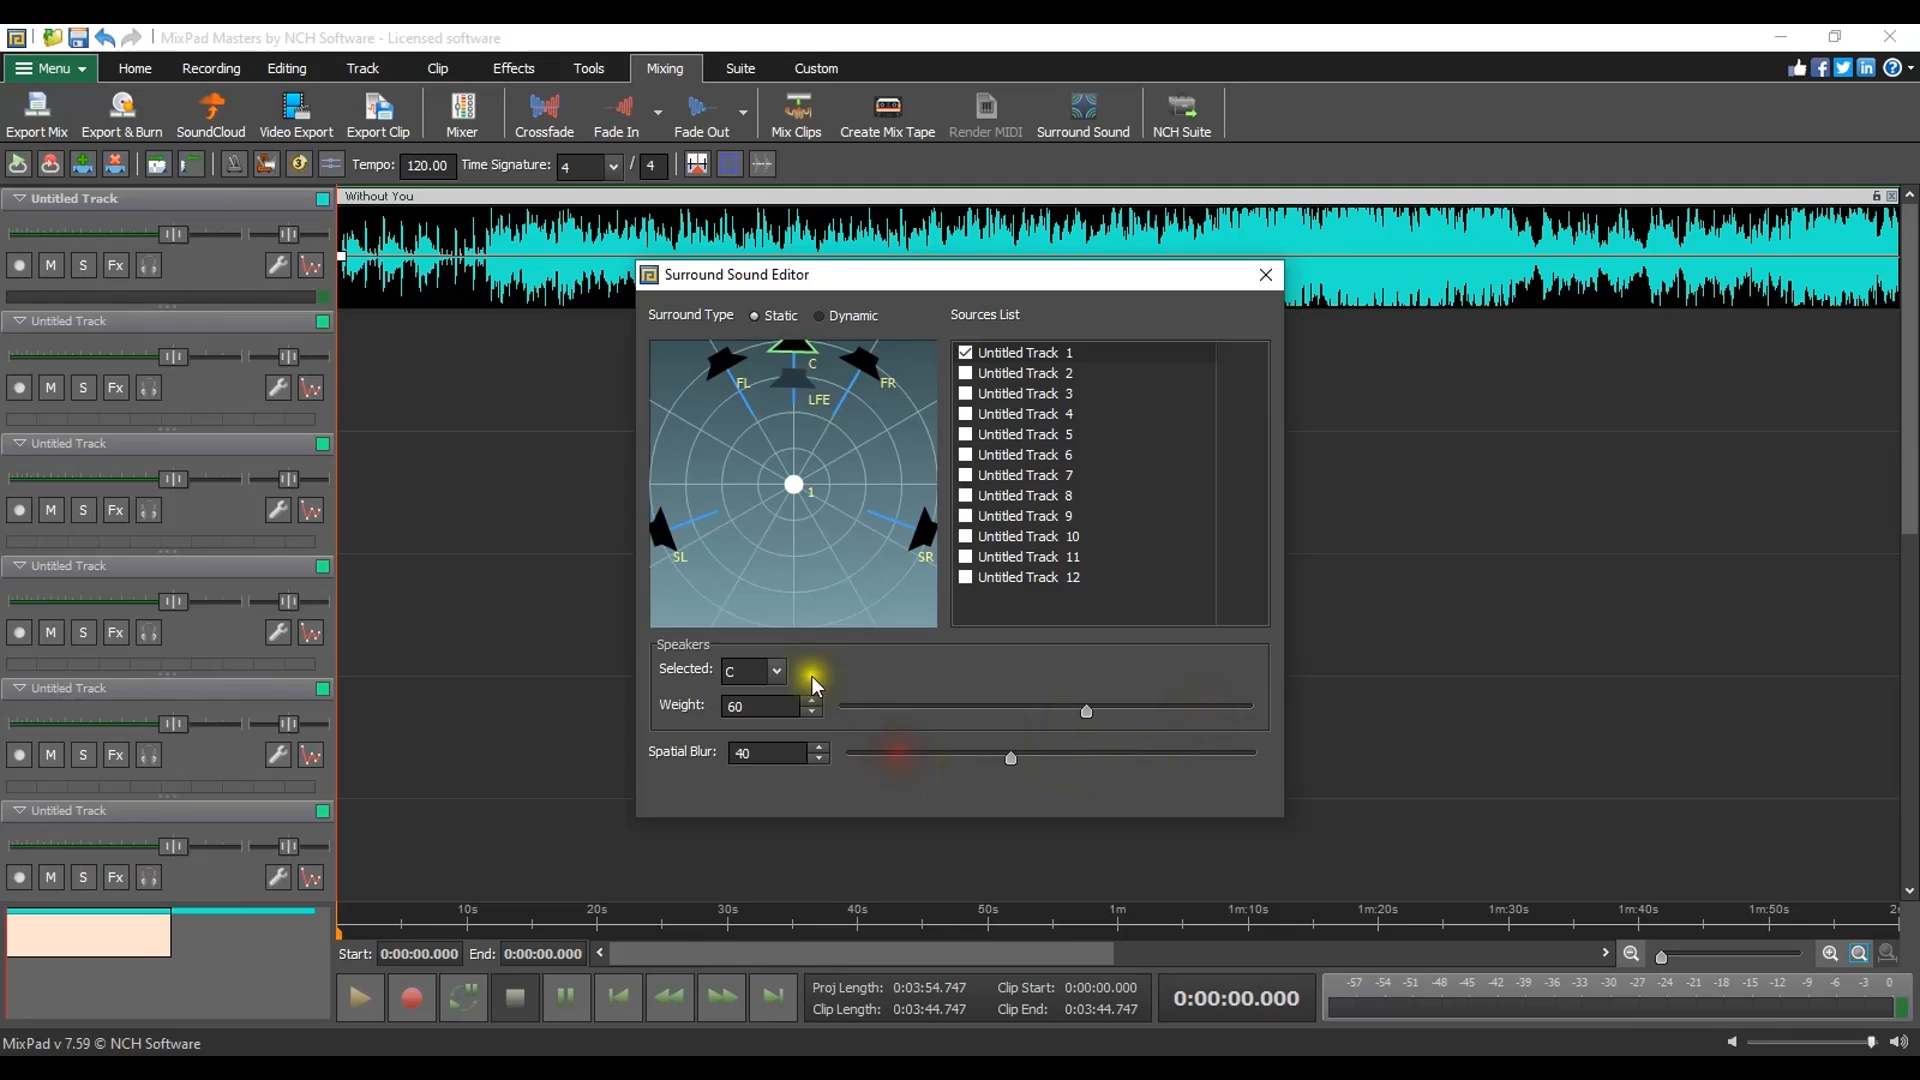 MixPad Masters by NCH Software - Licensed software
Menu Home Recording Editing Track Clip Effects Tools Mixing Suite Custom
Export Mix Export & Burn SoundCloud Video Export Export Clip Mixer Crossfade Fade In Fade Out Mix Clips Create Mix Tape Render MIDI Surround Sound NCH Suite
Tempo: 120.00 Time Signature: 4 / 4
Untitled Track
Without You
M S Fx
Untitled Track
M S Fx
Untitled Track
M S Fx
Untitled Track
M S Fx
Untitled Track
M S Fx
Untitled Track
M S Fx
Surround Sound Editor
Surround Type Static Dynamic
C
FL FR
LFE
1
SL SR
Sources List
Untitled Track 1
Untitled Track 2
Untitled Track 3
Untitled Track 4
Untitled Track 5
Untitled Track 6
Untitled Track 7
Untitled Track 8
Untitled Track 9
Untitled Track 10
Untitled Track 11
Untitled Track 12
Speakers
Selected: C
Weight: 60
Spatial Blur: 40
10s 20s 30s 40s 50s 1m 1m:10s 1m:20s 1m:30s 1m:40s 1m:50s
Start: 0:00:00.000 End: 0:00:00.000
Proj Length: 0:03:54.747 Clip Start: 0:00:00.000
Clip Length: 0:03:44.747 Clip End: 0:03:44.747
0:00:00.000
-57 -54 -51 -48 -45 -42 -39 -36 -33 -30 -27 -24 -21 -18 -15 -12 -9 -6 -3 0
MixPad v 7.59 © NCH Software